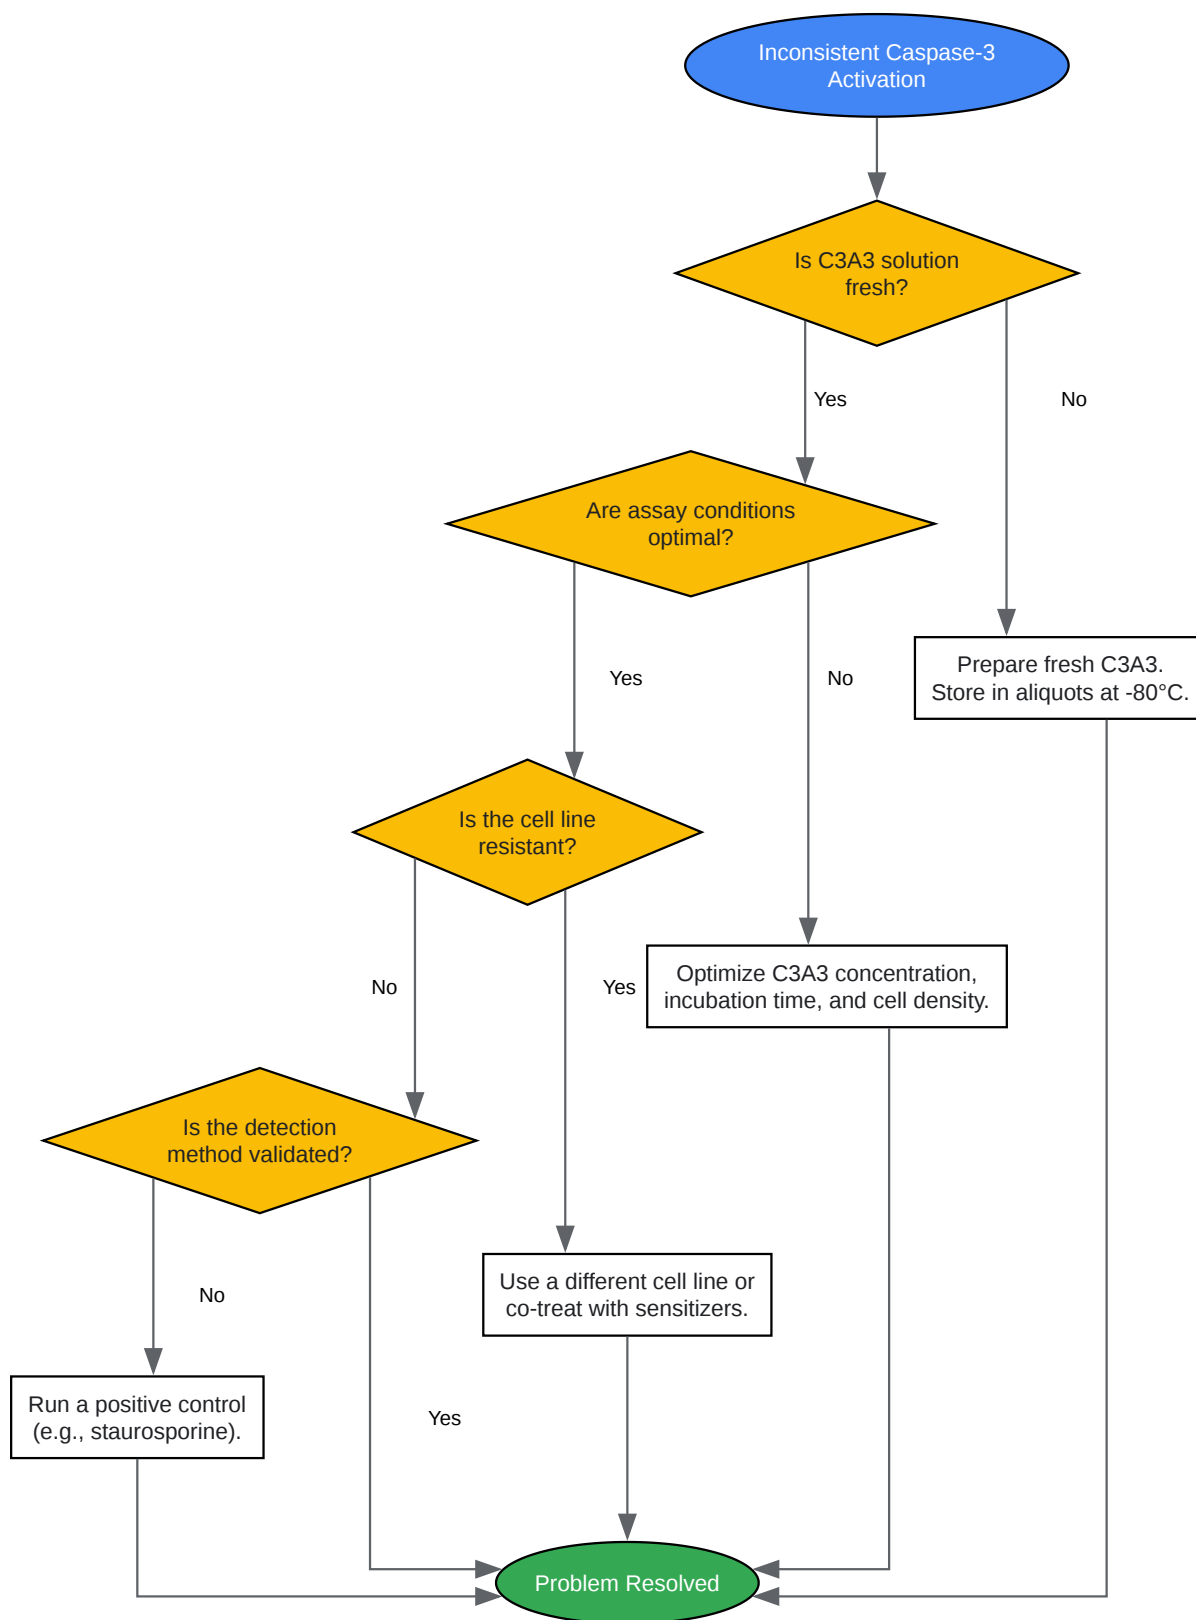 Inconsistent Caspase-3
Activation
Is C3A3 solution
fresh?
Yes
No
Are assay conditions
optimal?
Yes
No
Prepare fresh C3A3.
Store in aliquots at -80°C.
Is the cell line
resistant?
No
Yes
Optimize C3A3 concentration,
incubation time, and cell density.
Is the detection
method validated?
No
Yes
Use a different cell line or
co-treat with sensitizers.
Run a positive control
(e.g., staurosporine).
Problem Resolved